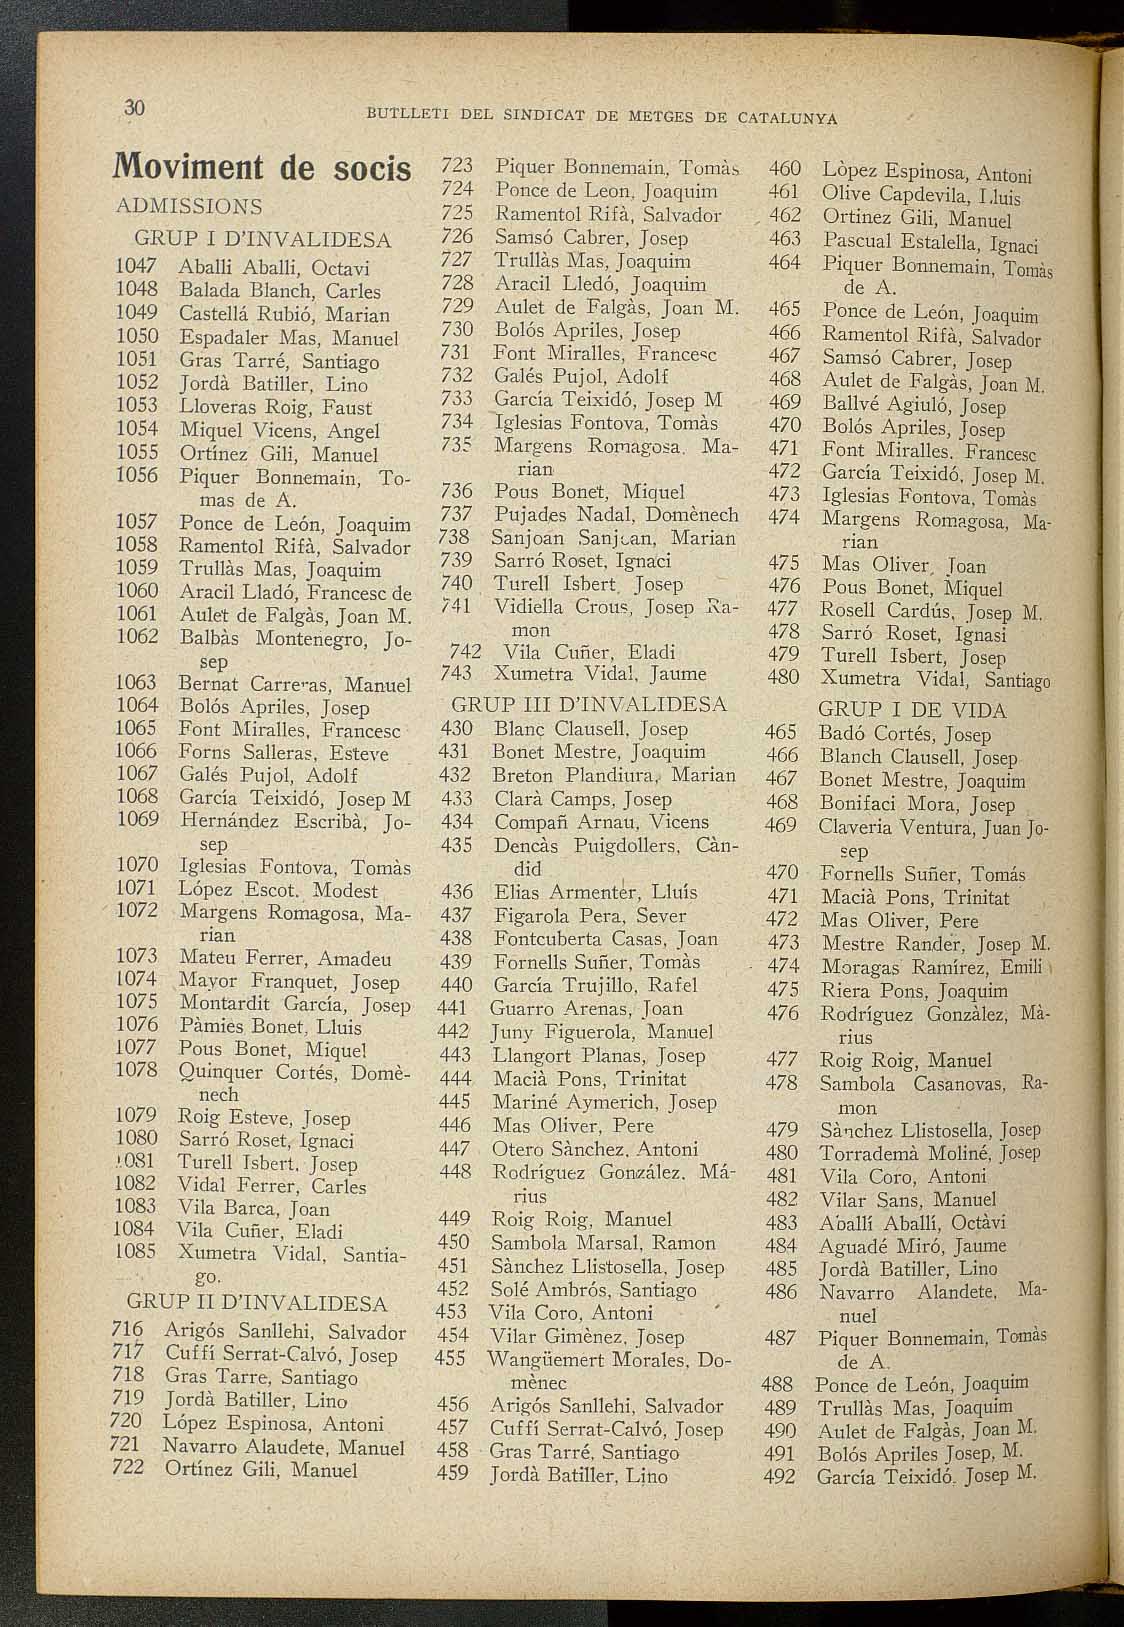 30
BUTLLETI DEL SINDICAT DE METGES DE CATALUNYA
Moviment de socis
ADMISSIONS
GRUP I D'INVALIDESA
1047 Aballi Aballi, Octavi
1048 Balada Blanch, Carles
1049 Castellá Rubió, Marian
1050 Espadaler Mas, Manuel
1051 Gras Tarré, Santiago
1052 Jordà Batiller, Lino
1053 Lloveras Roig, Faust
1054 Miquel Vicens, Angel
1055 Ortínez Gili, Manuel
1056 Piquer Bonnemain, To-
mas de A.
1057 Ponce de León, Joaquim
1058 Ramentol Rifà, Salvador
1059 Trullàs Mas, Joaquim
1060 Aracil Lladó, Francesc de
1061 Aulet de Falgàs, Joan M.
1062 Balbàs Montenegro, Jo-
sep
1063 Bernat Carreras, Manuel
1064 Bolós Apriles, Josep
1065 Font Miralles, Francesc
1066 Forns Salleras, Esteve
1067 Galés Pujol, Adolf
1068 García Teixidó, Josep M
1069 Hernández Escribà, Jo-
sep
1070 Iglesias Fontova, Tomàs
1071 López Escot. Modest
1072 Margens Romagosa, Ma-
rian
1073 Mateu Ferrer, Amadeu
1074 Mayor Franquet, Josep
1075 Montardit García, Josep
1076 Pàmies Bonet, Lluis
1077 Pous Bonet, Miquel
1078 Quinquer Cortés, Domè-
nech
1079 Roig Esteve, Josep
1080 Sarró Roset, Ignaci
1081 Turell Isbert, Josep
1082 Vidal Ferrer, Carles
1083 Vila Barca, Joan
1084 Vila Cuñer, Eladi
1085 Xumetra Vidal, Santia-
go.
GRUP II D'INVALIDESA
716 Arigós Sanllehi, Salvador
717 Cuffí Serrat-Calvó, Josep
718 Gras Tarre, Santiago
719 Jordà Batiller, Lino
720 López Espinosa, Antoni
721 Navarro Alaudete, Manuel
722 Ortínez Gili, Manuel
723 Piquer Bonnemain, Tomàs
724 Ponce de Leon, Joaquim
725 Ramentol Rifà, Salvador
726 Samsó Cabrer, Josep
727 Trullàs Mas, Joaquim
728 Aracil Lledó, Joaquim
729 Aulet de Falgàs, Joan M.
730 Bolós Apriles, Josep
731 Font Miralles, Francesc
732 Galés Pujol, Adolf
733 García Teixidó, Josep M
734 Iglesias Fontova, Tomàs
735 Margens Romagosa. Ma-
rian
736 Pous Bonet, Miquel
737 Pujades Nadal, Domènech
738 Sanjoan Sanjoan, Marian
739 Sarró Roset, Ignaci
740 Turell Isbert, Josep
741 Vidiella Crous, Josep Ra-
mon
742 Vila Cuñer, Eladi
743 Xumetra Vidal, Jaume
GRUP III D'INVALIDESA
430 Blanc Clausell, Josep
431 Bonet Mestre, Joaquim
432 Breton Plandiura, Marian
433 Clarà Camps, Josep
434 Compañ Arnau, Vicens
435 Dencàs Puigdollers, Càn-
did
436 Elias Armenter, Lluís
437 Figarola Pera, Sever
438 Fontcuberta Casas, Joan
439 Fornells Suñer, Tomàs
440 García Trujillo, Rafel
441 Guarro Arenas, Joan
442 Juny Figuerola, Manuel
443 Llangort Planas, Josep
444 Macià Pons, Trinitat
445 Mariné Aymerich, Josep
446 Mas Oliver, Pere
447 Otero Sànchez, Antoni
448 Rodríguez González, Má-
rius
449 Roig Roig, Manuel
450 Sambola Marsal, Ramon
451 Sànchez Llistosella, Josep
452 Solé Ambrós, Santiago
453 Vila Coro, Antoni
454 Vilar Gimènez, Josep
455 Wangüemert Morales, Do-
mènec
456 Arigós Sanllehi, Salvador
457 Cuffí Serrat-Calvó, Josep
458 Gras Tarré, Santiago
459 Jordà Batiller, Lino
460 Lòpez Espinosa, Antoni
461 Olive Capdevila, Lluis
462 Ortinez Gili, Manuel
463 Pascual Estalella, Ignaci
464 Piquer Bonnemain, Tomàs
de A.
465 Ponce de León, Joaquim
466 Ramentol Rifà, Salvador
467 Samsó Cabrer, Josep
468 Aulet de Falgàs, Joan M.
469 Ballvé Agiuló, Josep
470 Bolós Apriles, Josep
471 Font Miralles, Francesc
472 García Teixidó, Josep M.
473 Iglesias Fontova, Tomàs
474 Margens Romagosa, Ma-
rian
475 Mas Oliver, Joan
476 Pous Bonet, Miquel
477 Rosell Cardús, Josep M.
478 Sarró Roset, Ignasi
479 Turell Isbert, Josep
480 Xumetra Vidal, Santiago
GRUP I DE VIDA
465 Badó Cortés, Josep
466 Blanch Clausell, Josep
467 Bonet Mestre, Joaquim
468 Bonifaci Mora, Josep
469 Claveria Ventura, Juan Jo-
sep
470 Fornells Suñer, Tomás
471 Macià Pons, Trinitat
472 Mas Oliver, Pere
473 Mestre Rander, Josep M.
474 Moragas Ramírez, Emili
475 Riera Pons, Joaquim
476 Rodríguez Gonzàlez, Mà-
rius
477 Roig Roig, Manuel
478 Sambola Casanovas, Ra-
mon
479 Sànchez Llistosella, Josep
480 Torrademà Moliné, Josep
481 Vila Coro, Antoni
482 Vilar Sans, Manuel
483 Aballí Aballí, Octàvi
484 Aguadé Miró, Jaume
485 Jordà Batiller, Lino
486 Navarro Alandete, Ma-
nuel
487 Piquer Bonnemain, Tomàs
de A.
488 Ponce de León, Joaquim
489 Trullàs Mas, Joaquim
490 Aulet de Falgàs, Joan M.
491 Bolós Apriles Josep, M.
492 García Teixidó, Josep M.